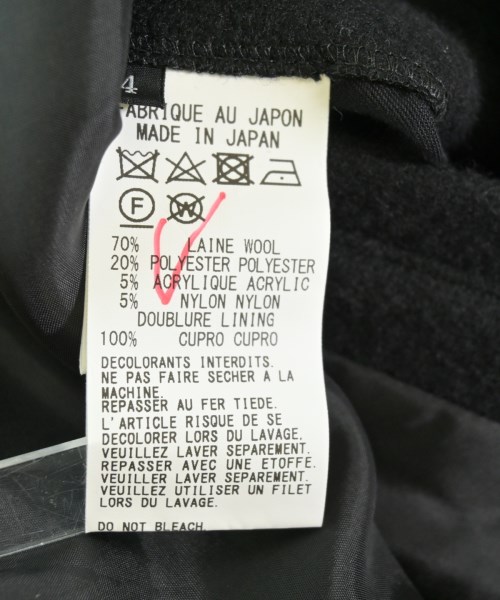 4
FABRIQUE AU JAPON
MADE IN JAPAN
F W
70% LAINE WOOL
20% POLYESTER POLYESTER
5% ACRYLIQUE ACRYLIC
5% NYLON NYLON
DOUBLURE LINING
100% CUPRO CUPRO
DECOLORANTS INTERDITS.
NE PAS FAIRE SECHER A LA
MACHINE.
REPASSER AU FER TIEDE.
L'ARTICLE RISQUE DE SE
DECOLORER LORS DU LAVAGE.
VEUILLEZ LAVER SEPAREMENT.
REPASSER AVEC UNE ETOFFE.
VEUILLER LAVER SEPAREMENT.
VEUILLEZ UTILISER UN FILET
LORS DU LAVAGE.
DO NOT BLEACH.